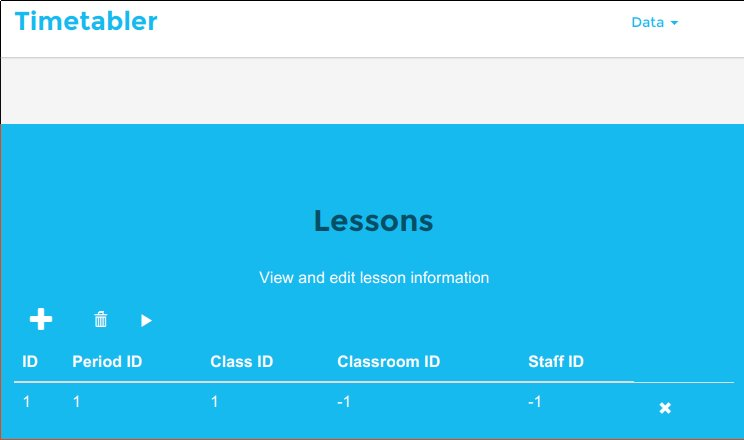 Timetabler Data
Lessons
View and edit lesson information
ID Period ID Class ID Classroom ID Staff ID
1 1 1 -1 -1